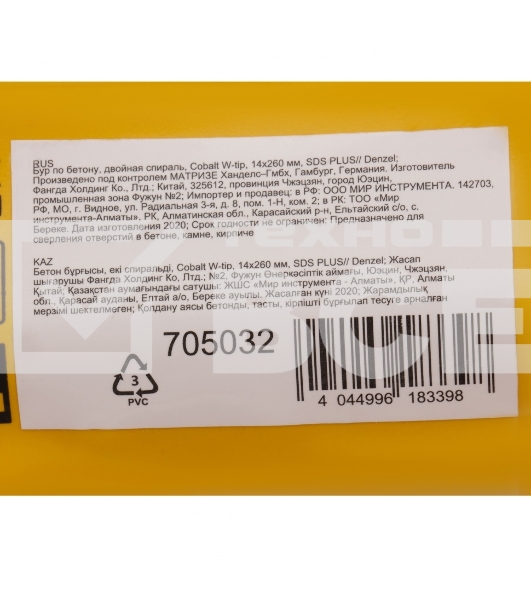 RUS
Бур по бетону, двойная спираль, Cobalt W-tip, 14x260 мм, SDS PLUS// Denzel;
Произведено под контролем МАТРИЗЕ Ханделс–Гмбх, Гамбург, Германия. Изготовитель
Фангда Холдинг Ко., Лтд.; Китай, 325612, провинция Чжэцзян, город Юэцин,
промышленная зона Фужун №2; Импортер и продавец: в РФ: ООО МИР ИНСТРУМЕНТА. 142703,
РФ, МО, г. Видное, ул. Радиальная 3-я, д. 8, пом. 1-Н, ком. 2; в РК: ТОО «Мир
инструмента-Алматы». РК, Алматинская обл., Карасайский р-н, Ельтайский с/о, с.
Береке. Дата изготовления 2020; Срок годности не ограничен. Предназначено для
сверления отверстий в бетоне, камне, кирпиче
KAZ
Бетон бұрғысы, екі спиральді, Cobalt W-tip, 14x260 мм, SDS PLUS// Denzel; Жасап
шығарушы Фангда Холдинг Ко, Лтд.; №2, Фужун Өнеркәсіптік аймағы, Юэцин, Чжэцзян,
Қытай; Қазақстан аумағындағы сатушы: ЖШС «Мир инструмента - Алматы», ҚР, Алматы
обл., Қарасай ауданы, Елтай а/о, Береке ауылы. Жасалған күні 2020; Жарамдылық
мерзімі шектелмеген; Қолдану аясы бетонды, тасты, кірпішті бұрғылап тесуге арналған
705032
3
PVC
4 044996 183398